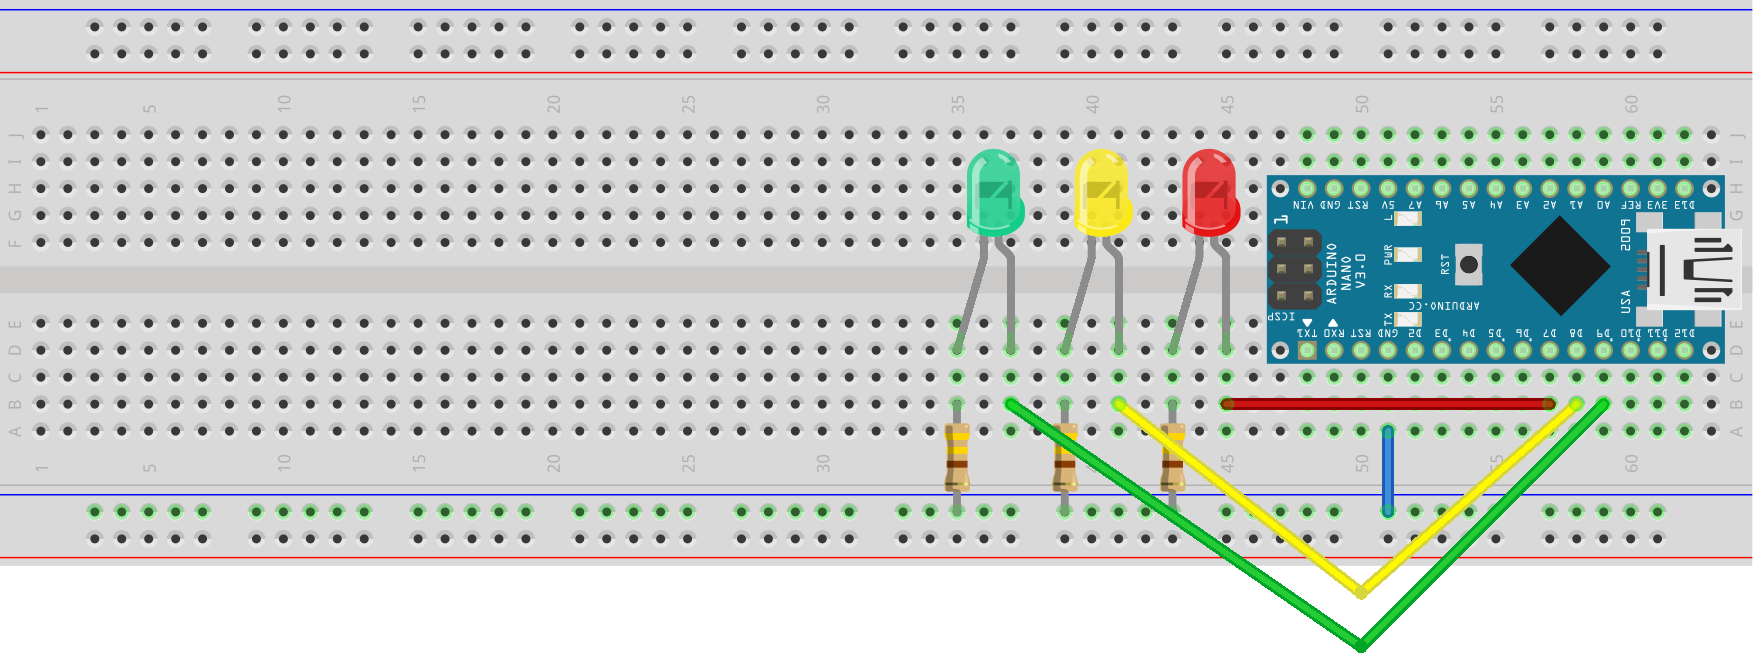 1 5 10 15 20 25 30 35 40 45 50 55 60
J J
I I
H H
G G
F F
VIN GND RST 5V A7 A6 A5 A4 A3 A2 A1 A0 REF 3V3 D13
1
L
PWR
RX
TX
RST
ARDUINO
NANO
V3.0
ARDUINO.CC
USA
ICSP
TX1 RX0 RST GND D2 D3 D4 D5 D6 D7 D8 D9 D10 D11 D12
E E
D D
C C
B B
A A
1 5 10 15 20 25 30 45 50 55 60